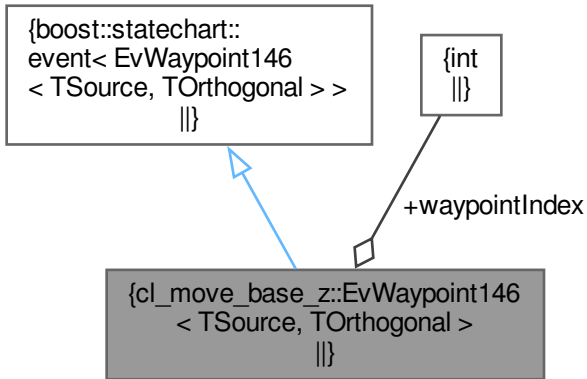 {boost::statechart::
event< EvWaypoint146
< TSource, TOrthogonal > >
||}
{int
||}
+waypointIndex
{cl_move_base_z::EvWaypoint146
< TSource, TOrthogonal >
||}